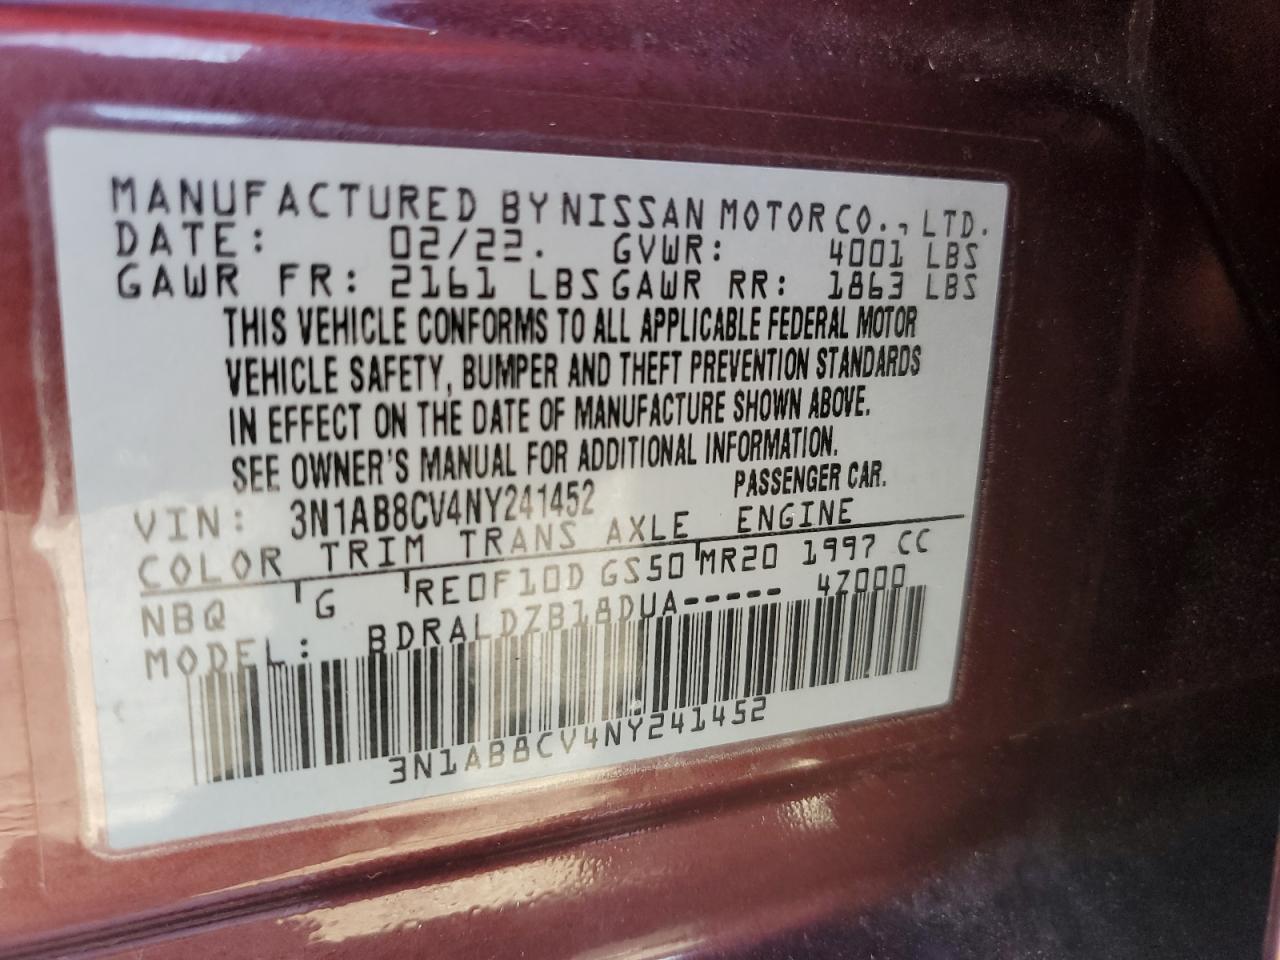 MANUFACTURED BY NISSAN MOTOR CO., LTD.
DATE: 02/22. GVWR: 4001 LBS
GAWR FR: 2161 LBS GAWR RR: 1863 LBS
THIS VEHICLE CONFORMS TO ALL APPLICABLE FEDERAL MOTOR
VEHICLE SAFETY, BUMPER AND THEFT PREVENTION STANDARDS
IN EFFECT ON THE DATE OF MANUFACTURE SHOWN ABOVE.
SEE OWNER'S MANUAL FOR ADDITIONAL INFORMATION.
VIN: 3N1AB8CV4NY241452 PASSENGER CAR.
COLOR TRIM TRANS AXLE ENGINE
NBQ G RE0F10D GS50 MR20 1997 CC
MODEL: BDRALDZB18DUA----- 4Z000
3N1AB8CV4NY241452